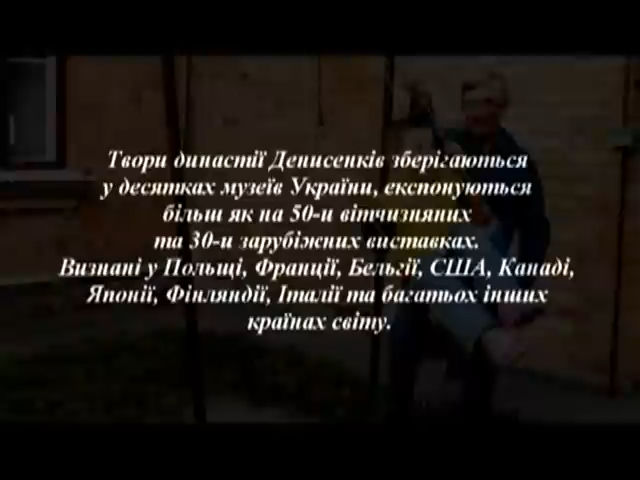 Твори династії Денисенків зберігаються
у десятках музеїв України, експонуються
більш як на 50-и вітчизняних
та 30-и зарубіжних виставках.
Визнані у Польщі, Франції, Бельгії, США, Канаді,
Японії, Фінляндії, Італії та багатьох інших
країнах світу.